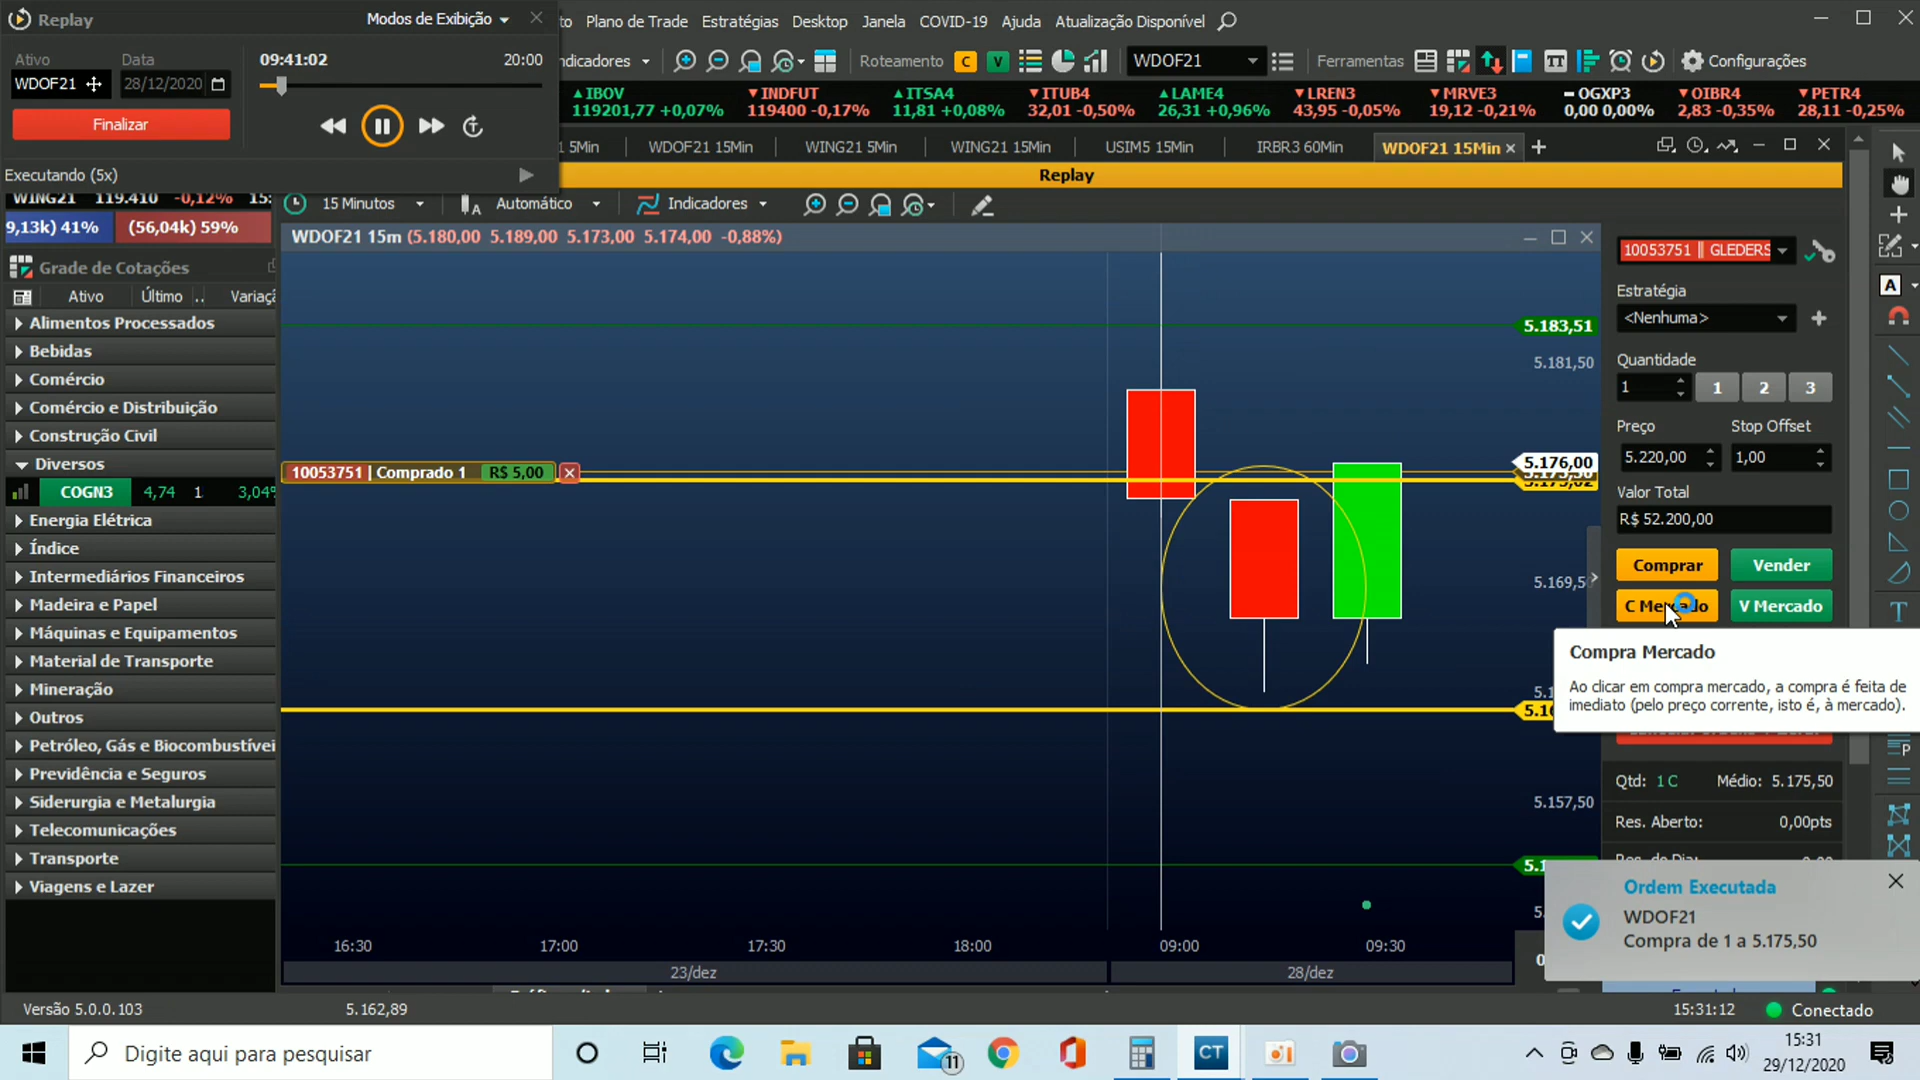 Replay
Modos de Exibição
Ativo
Data
WDOF21
28/12/2020
09:41:02
20:00
Finalizar
Executando (5x)
Plano de Trade
Estratégias
Desktop
Janela
COVID-19
Ajuda
Atualização Disponível
Indicadores
Roteamento
C
V
WDOF21
Ferramentas
Configurações
IBOV
119201,77 +0,07%
INDFUT
119400 -0,17%
ITSA4
11,81 +0,08%
ITUB4
32,01 -0,50%
LAME4
26,31 +0,96%
LREN3
43,95 -0,05%
MRVE3
19,12 -0,21%
OGXP3
0,00 0,00%
OIBR4
2,83 -0,35%
PETR4
28,11 -0,25%
WDOF21 15Min
WING21 5Min
WING21 15Min
USIM5 15Min
IRBR3 60Min
WDOF21 15Min
Replay
WING21 119.410 -0,12%
9,13k) 41%
(56,04k) 59%
15 Minutos
Automático
Indicadores
WDOF21 15m (5.180,00 5.189,00 5.173,00 5.174,00 -0,88%)
Grade de Cotações
Ativo
Último
Alimentos Processados
Bebidas
Comércio
Comércio e Distribuição
Construção Civil
Diversos
COGN3 4,74 1 3,04%
Energia Elétrica
Índice
Intermediários Financeiros
Madeira e Papel
Máquinas e Equipamentos
Material de Transporte
Mineração
Outros
Petróleo, Gás e Biocombustívei
Previdência e Seguros
Siderurgia e Metalurgia
Telecomunicações
Transporte
Viagens e Lazer
10053751 | Comprado 1 R$ 5,00
5.183,51
5.181,50
5.176,00
5.157,50
16:30
17:00
17:30
18:00
09:00
09:30
23/dez
28/dez
10053751 || GLEDERS
Estratégia
<Nenhuma>
Quantidade
1
1
2
3
Preço
Stop Offset
5.220,00
1,00
Valor Total
R$ 52.200,00
Comprar
Vender
V Mercado
Compra Mercado
Ao clicar em compra mercado, a compra é feita de
imediato (pelo preço corrente, isto é, à mercado).
Qtd: 1 C
Médio: 5.175,50
Res. Aberto:
0,00pts
Ordem Executada
WDOF21
Compra de 1 a 5.175,50
Versão 5.0.0.103
5.162,89
15:31:12
Conectado
Digite aqui para pesquisar
11
CT
15:31
29/12/2020